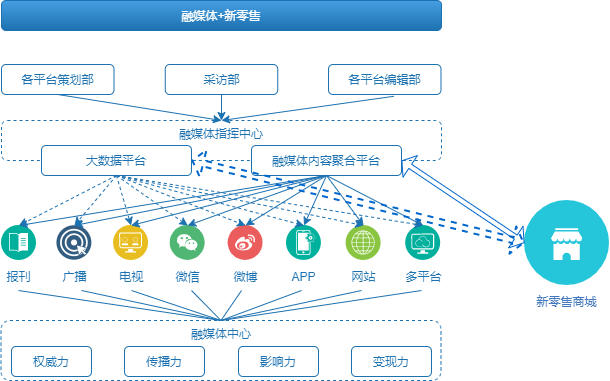 融媒体+新零售
各平台策划部
采访部
各平台编辑部
融媒体指挥中心
大数据平台
融媒体内容聚合平台
报刊
广播
电视
微信
微博
APP
网站
多平台
新零售商城
融媒体中心
权威力
传播力
影响力
变现力